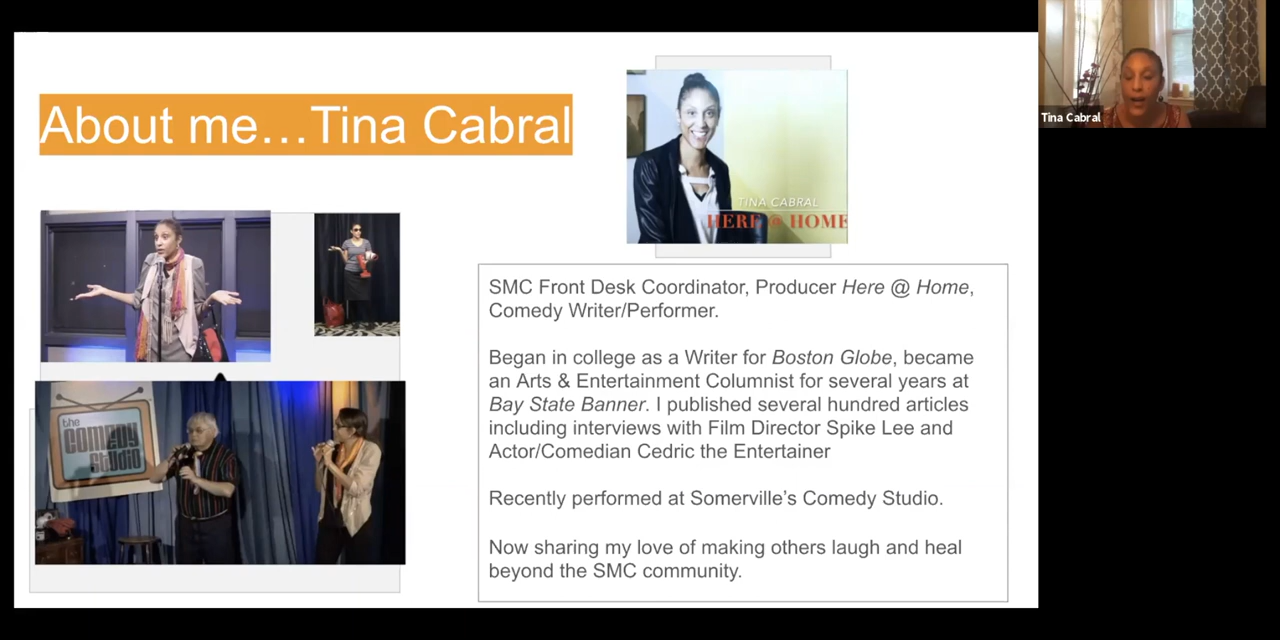 About me…Tina Cabral
Tina Cabral
TINA CABRAL
HERE @ HOME
the
comedy
studio
SMC Front Desk Coordinator, Producer Here @ Home,
Comedy Writer/Performer.
Began in college as a Writer for Boston Globe, became
an Arts & Entertainment Columnist for several years at
Bay State Banner. I published several hundred articles
including interviews with Film Director Spike Lee and
Actor/Comedian Cedric the Entertainer
Recently performed at Somerville’s Comedy Studio.
Now sharing my love of making others laugh and heal
beyond the SMC community.